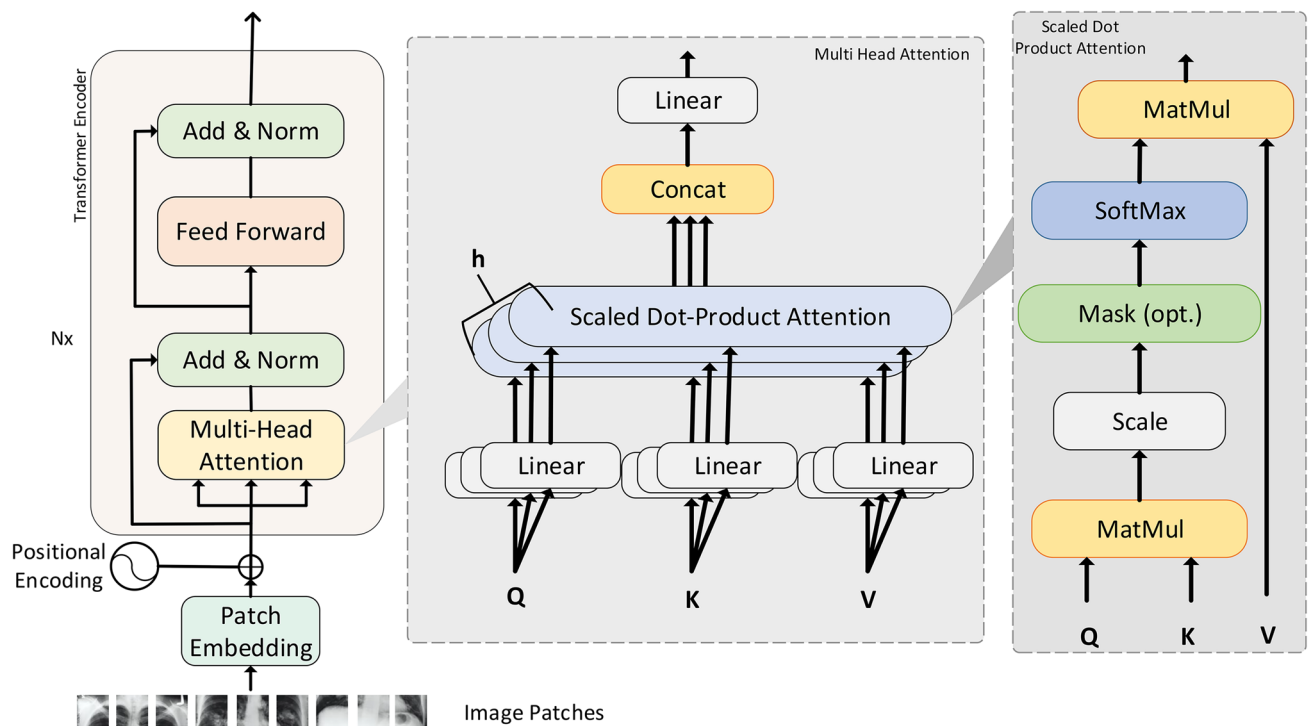 Transformer Encoder
Add & Norm
Feed Forward
Nx
Add & Norm
Multi-Head
Attention
Positional
Encoding
Patch
Embedding
Image Patches
Multi Head Attention
Linear
Concat
h
Scaled Dot-Product Attention
Linear
Linear
Linear
Q
K
V
Scaled Dot
Product Attention
MatMul
SoftMax
Mask (opt.)
Scale
MatMul
Q
K
V